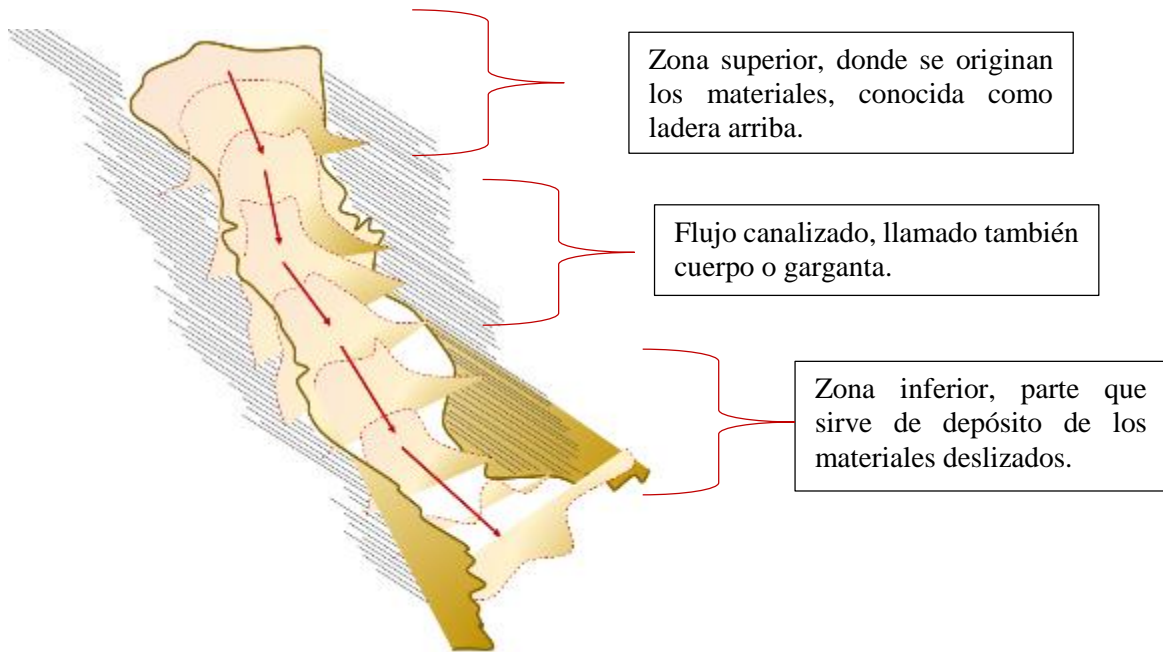 Zona superior, donde se originan
los materiales, conocida como
ladera arriba.
Flujo canalizado, llamado también
cuerpo o garganta.
Zona inferior, parte que
sirve de depósito de los
materiales deslizados.